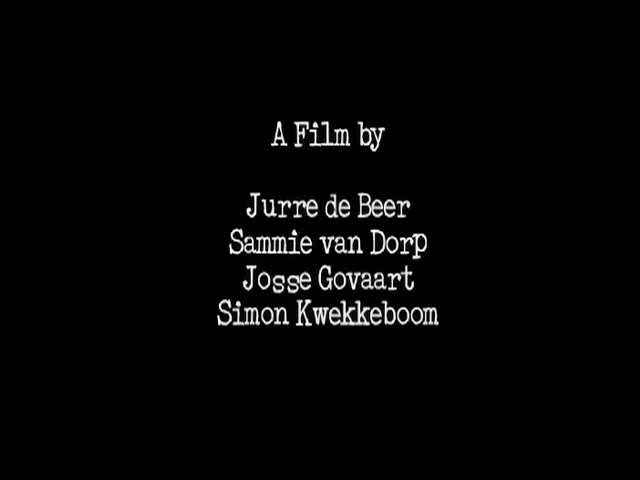 A Film by
Jurre de Beer
Sammie van Dorp
Josse Govaart
Simon Kwekkeboom